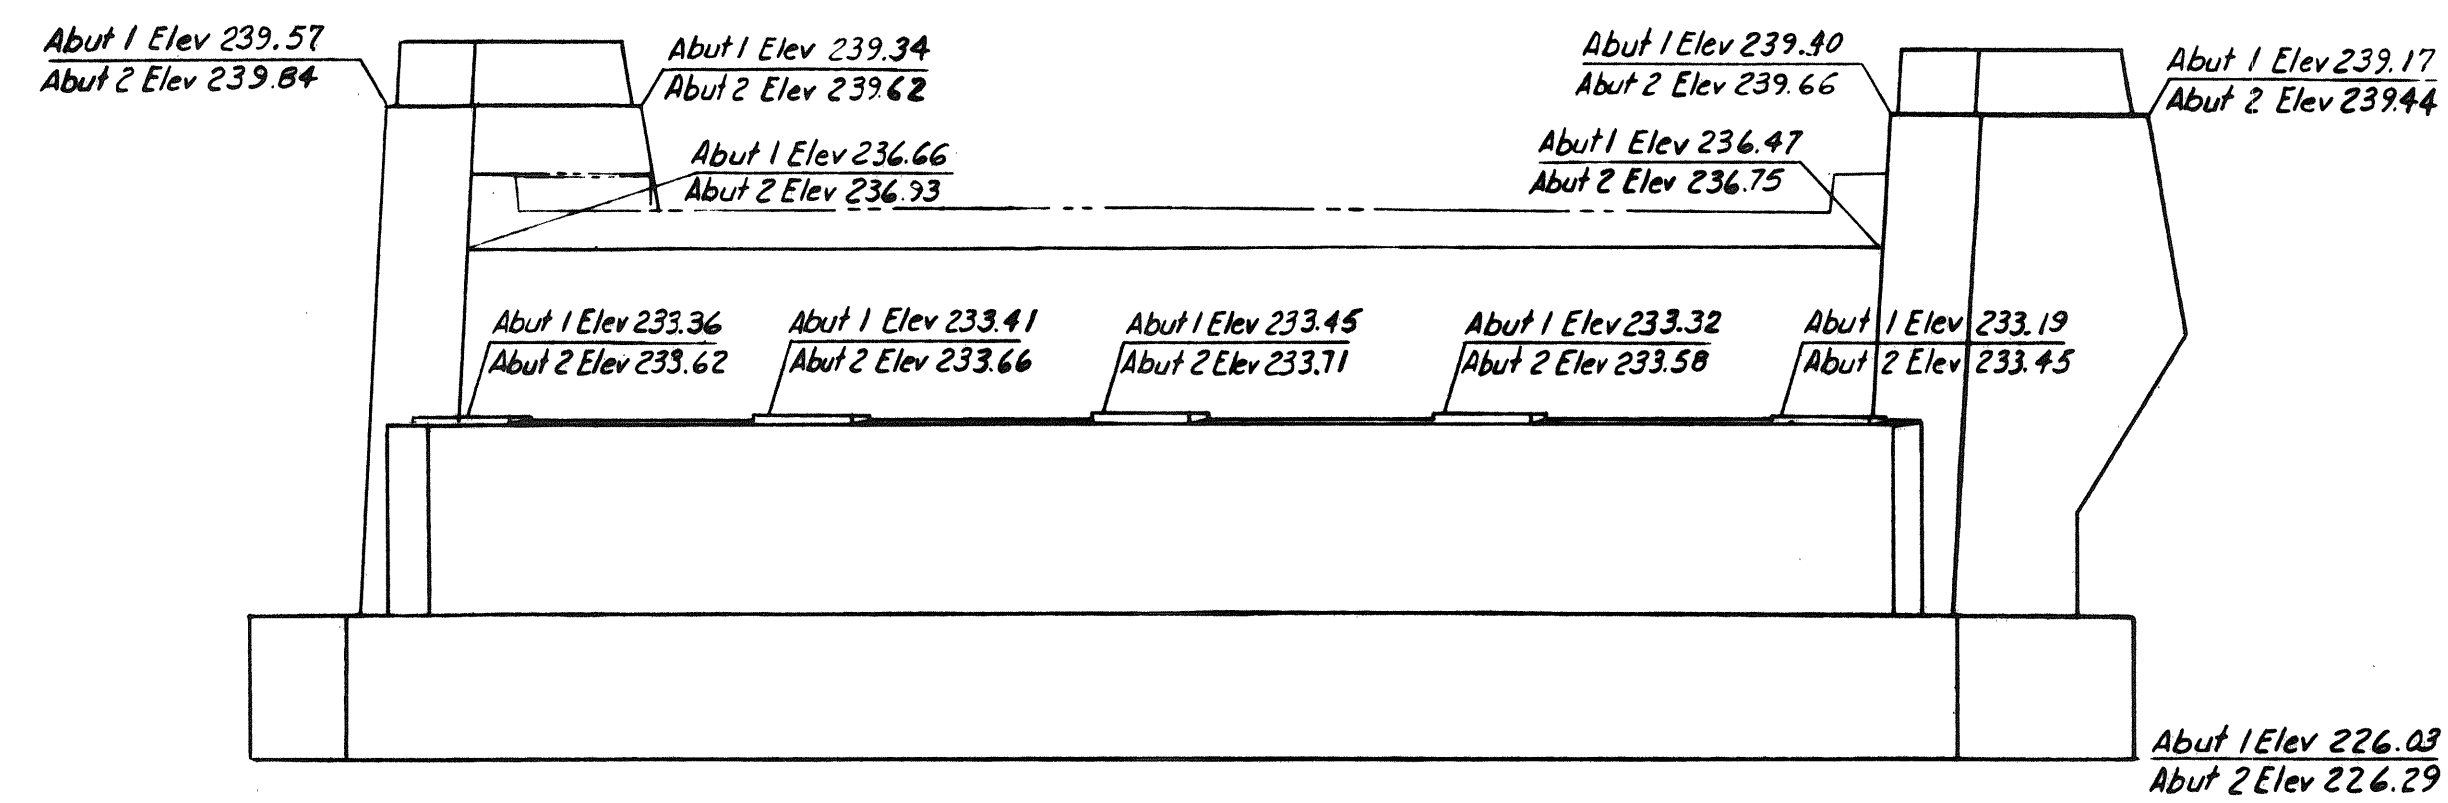 Abut 1 Elev 239.57
Abut 2 Elev 239.84
Abut 1 Elev 239.34
Abut 2 Elev 239.62
Abut 1 Elev 239.40
Abut 2 Elev 239.66
Abut 1 Elev 239.17
Abut 2 Elev 239.44
Abut 1 Elev 236.66
Abut 2 Elev 236.93
Abut 1 Elev 236.47
Abut 2 Elev 236.75
Abut 1 Elev 233.36
Abut 2 Elev 233.62
Abut 1 Elev 233.41
Abut 2 Elev 233.66
Abut 1 Elev 233.45
Abut 2 Elev 233.71
Abut 1 Elev 233.32
Abut 2 Elev 233.58
Abut 1 Elev 233.19
Abut 2 Elev 233.45
Abut 1 Elev 226.03
Abut 2 Elev 226.29